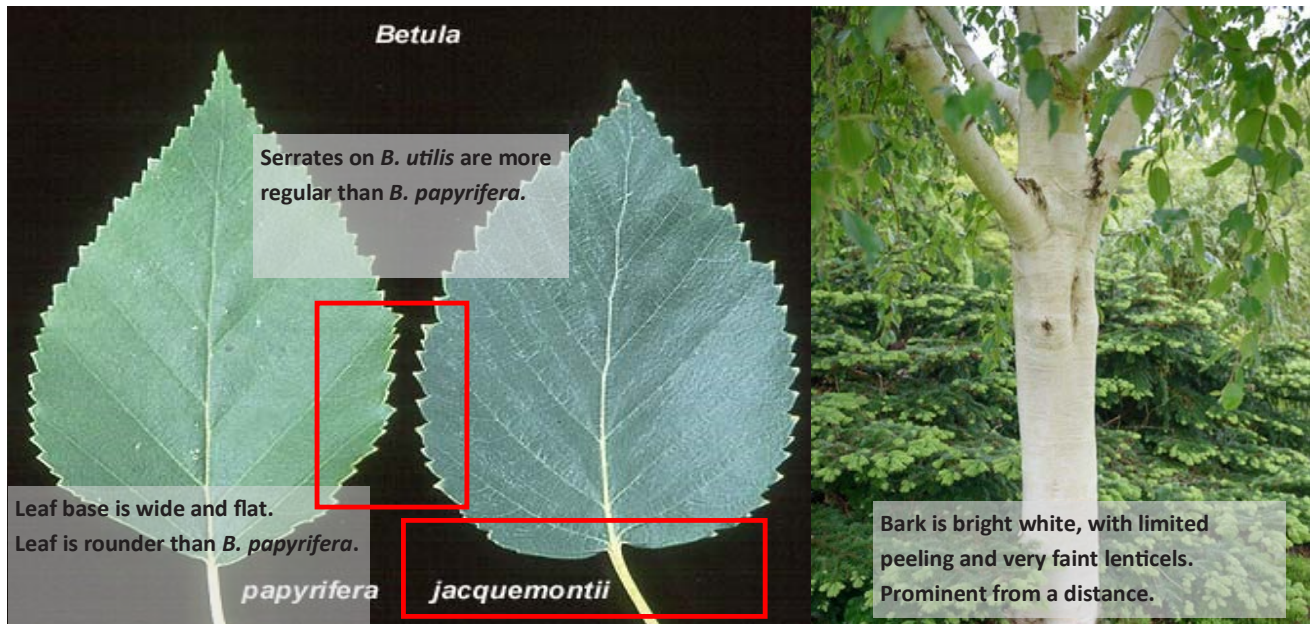 Betula
Serrates on B. utilis are more
regular than B. papyrifera.
Leaf base is wide and flat.
Leaf is rounder than B. papyrifera.
papyrifera
jacquemontii
Bark is bright white, with limited
peeling and very faint lenticels.
Prominent from a distance.